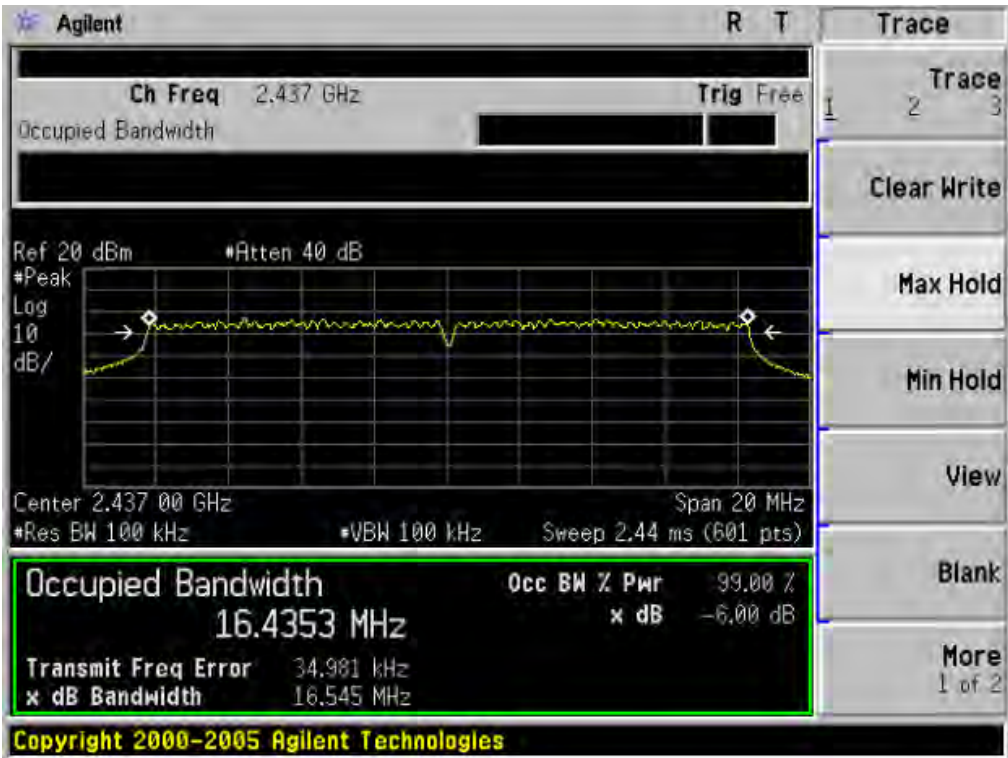 Agilent R T Trace
Ch Freq 2.437 GHz Trig Free
Occupied Bandwidth
Trace
1 2 3
Clear Write
Max Hold
Min Hold
View
Blank
More
1 of 2
Ref 20 dBm #Atten 40 dB
#Peak
Log
10
dB/
Center 2.437 00 GHz Span 20 MHz
#Res BW 100 kHz #VBW 100 kHz Sweep 2.44 ms (601 pts)
Occupied Bandwidth Occ BW % Pwr 99.00 %
16.4353 MHz x dB -6.00 dB
Transmit Freq Error 34.981 kHz
x dB Bandwidth 16.545 MHz
Copyright 2000-2005 Agilent Technologies